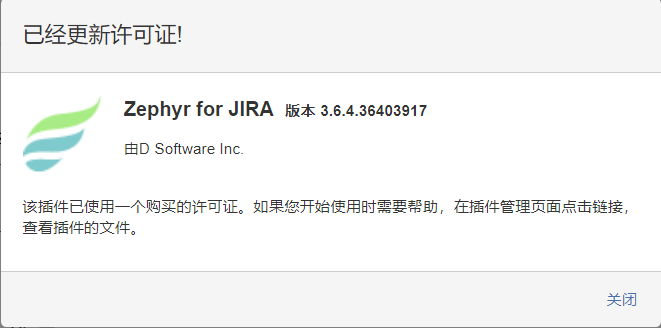 已经更新许可证!
Zephyr for JIRA 版本 3.6.4.36403917
由D Software Inc.
该插件已使用一个购买的许可证。如果您开始使用时需要帮助，在插件管理页面点击链接，
查看插件的文件。
关闭